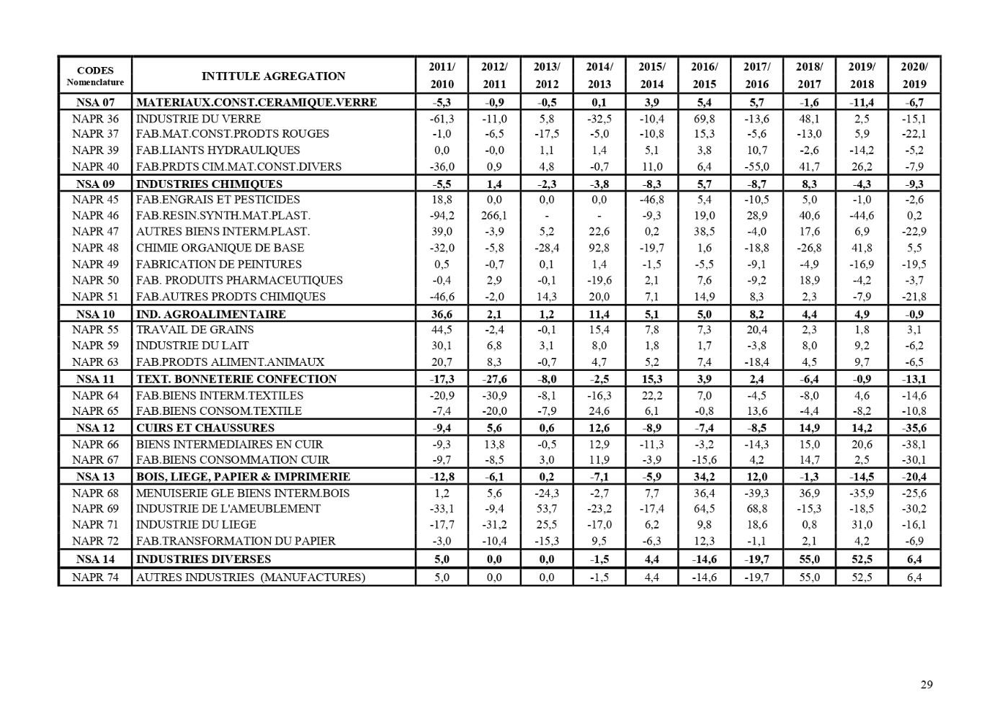 CODES Nomenclature INTITULE AGREGATION 2011/ 2010 2012/ 2011 2013/ 2012 2014/ 2013 2015/ 2014 2016/ 2015 2017/ 2016 2018/ 2017 2019/ 2018 2020/ 2019
NSA 07 MATERIAUX.CONST.CERAMIQUE.VERRE -5,3 -0,9 -0,5 0,1 3,9 5,4 5,7 -1,6 -11,4 -6,7
NAPR 36 INDUSTRIE DU VERRE -61,3 -11,0 5,8 -32,5 -10,4 69,8 -13,6 48,1 2,5 -15,1
NAPR 37 FAB.MAT.CONST.PRODTS ROUGES -1,0 -6,5 -17,5 -5,0 -10,8 15,3 -5,6 -13,0 5,9 -22,1
NAPR 39 FAB.LIANTS HYDRAULIQUES 0,0 -0,0 1,1 1,4 5,1 3,8 10,7 -2,6 -14,2 -5,2
NAPR 40 FAB.PRDTS CIM.MAT.CONST.DIVERS -36,0 0,9 4,8 -0,7 11,0 6,4 -55,0 41,7 26,2 -7,9
NSA 09 INDUSTRIES CHIMIQUES -5,5 1,4 -2,3 -3,8 -8,3 5,7 -8,7 8,3 -4,3 -9,3
NAPR 45 FAB.ENGRAIS ET PESTICIDES 18,8 0,0 0,0 0,0 -46,8 5,4 -10,5 5,0 -1,0 -2,6
NAPR 46 FAB.RESIN.SYNTH.MAT.PLAST. -94,2 266,1 - - -9,3 19,0 28,9 40,6 -44,6 0,2
NAPR 47 AUTRES BIENS INTERM.PLAST. 39,0 -3,9 5,2 22,6 0,2 38,5 -4,0 17,6 6,9 -22,9
NAPR 48 CHIMIE ORGANIQUE DE BASE -32,0 -5,8 -28,4 92,8 -19,7 1,6 -18,8 -26,8 41,8 5,5
NAPR 49 FABRICATION DE PEINTURES 0,5 -0,7 0,1 1,4 -1,5 -5,5 -9,1 -4,9 -16,9 -19,5
NAPR 50 FAB. PRODUITS PHARMACEUTIQUES -0,4 2,9 -0,1 -19,6 2,1 7,6 -9,2 18,9 -4,2 -3,7
NAPR 51 FAB.AUTRES PRODTS CHIMIQUES -46,6 -2,0 14,3 20,0 7,1 14,9 8,3 2,3 -7,9 -21,8
NSA 10 IND. AGROALIMENTAIRE 36,6 2,1 1,2 11,4 5,1 5,0 8,2 4,4 4,9 -0,9
NAPR 55 TRAVAIL DE GRAINS 44,5 -2,4 -0,1 15,4 7,8 7,3 20,4 2,3 1,8 3,1
NAPR 59 INDUSTRIE DU LAIT 30,1 6,8 3,1 8,0 1,8 1,7 -3,8 8,0 9,2 -6,2
NAPR 63 FAB.PRODTS ALIMENT.ANIMAUX 20,7 8,3 -0,7 4,7 5,2 7,4 -18,4 4,5 9,7 -6,5
NSA 11 TEXT. BONNETERIE CONFECTION -17,3 -27,6 -8,0 -2,5 15,3 3,9 2,4 -6,4 -0,9 -13,1
NAPR 64 FAB.BIENS INTERM.TEXTILES -20,9 -30,9 -8,1 -16,3 22,2 7,0 -4,5 -8,0 4,6 -14,6
NAPR 65 FAB.BIENS CONSOM.TEXTILE -7,4 -20,0 -7,9 24,6 6,1 -0,8 13,6 -4,4 -8,2 -10,8
NSA 12 CUIRS ET CHAUSSURES -9,4 5,6 0,6 12,6 -8,9 -7,4 -8,5 14,9 14,2 -35,6
NAPR 66 BIENS INTERMEDIAIRES EN CUIR -9,3 13,8 -0,5 12,9 -11,3 -3,2 -14,3 15,0 20,6 -38,1
NAPR 67 FAB.BIENS CONSOMMATION CUIR -9,7 -8,5 3,0 11,9 -3,9 -15,6 4,2 14,7 2,5 -30,1
NSA 13 BOIS, LIEGE, PAPIER & IMPRIMERIE -12,8 -6,1 0,2 -7,1 -5,9 34,2 12,0 -1,3 -14,5 -20,4
NAPR 68 MENUISERIE GLE BIENS INTERM.BOIS 1,2 5,6 -24,3 -2,7 7,7 36,4 -39,3 36,9 -35,9 -25,6
NAPR 69 INDUSTRIE DE L'AMEUBLEMENT -33,1 -9,4 53,7 -23,2 -17,4 64,5 68,8 -15,3 -18,5 -30,2
NAPR 71 INDUSTRIE DU LIEGE -17,7 -31,2 25,5 -17,0 6,2 9,8 18,6 0,8 31,0 -16,1
NAPR 72 FAB.TRANSFORMATION DU PAPIER -3,0 -10,4 -15,3 9,5 -6,3 12,3 -1,1 2,1 4,2 -6,9
NSA 14 INDUSTRIES DIVERSES 5,0 0,0 0,0 -1,5 4,4 -14,6 -19,7 55,0 52,5 6,4
NAPR 74 AUTRES INDUSTRIES (MANUFACTURES) 5,0 0,0 0,0 -1,5 4,4 -14,6 -19,7 55,0 52,5 6,4
29